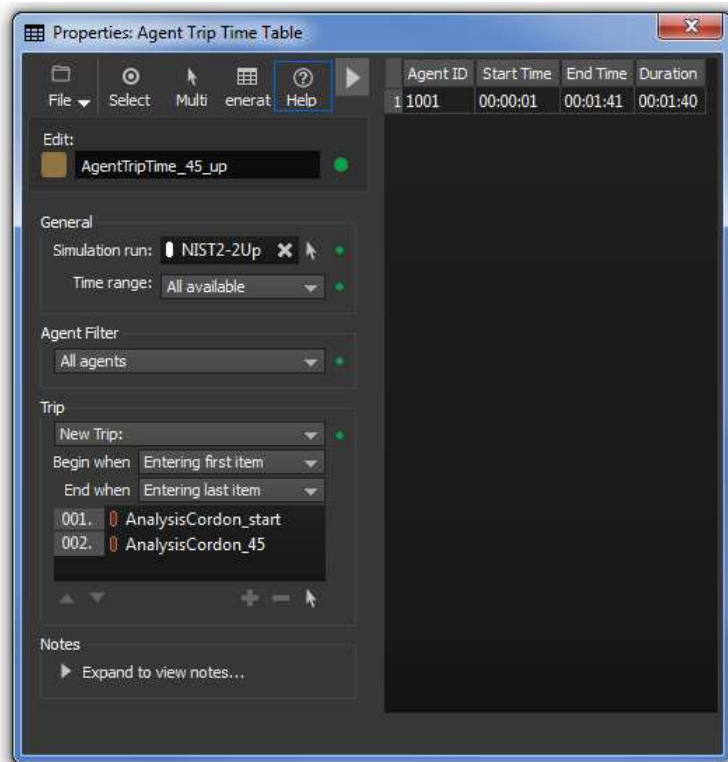 Properties: Agent Trip Time Table
x
File Select Multi enerat Help
Edit:
AgentTripTime_45_up
General
Simulation run: NIST2-2Up
Time range: All available
Agent Filter
All agents
Trip
New Trip:
Begin when Entering first item
End when Entering last item
001. AnalysisCordon_start
002. AnalysisCordon_45
Notes
Expand to view notes...
Agent ID Start Time End Time Duration
1 1001 00:00:01 00:01:41 00:01:40